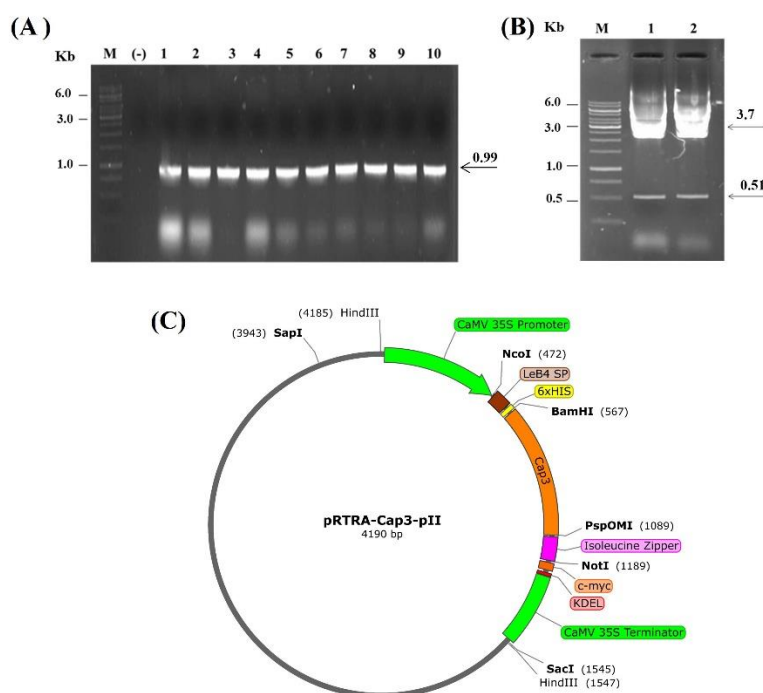 (A)
Kb M (-) 1 2 3 4 5 6 7 8 9 10
6.0
3.0
1.0
0.99
(B)
Kb M 1 2
6.0
3.0
1.0
0.5
3.7
0.51
(C)
(4185) HindIII
(3943) SapI
CaMV 35S Promoter
NcoI (472)
LeB4 SP
6xHIS
BamHI (567)
Cap3
pRTRA-Cap3-pII
4190 bp
PspOMI (1089)
Isoleucine Zipper
NotI (1189)
c-myc
KDEL
CaMV 35S Terminator
SacI (1545)
HindIII (1547)